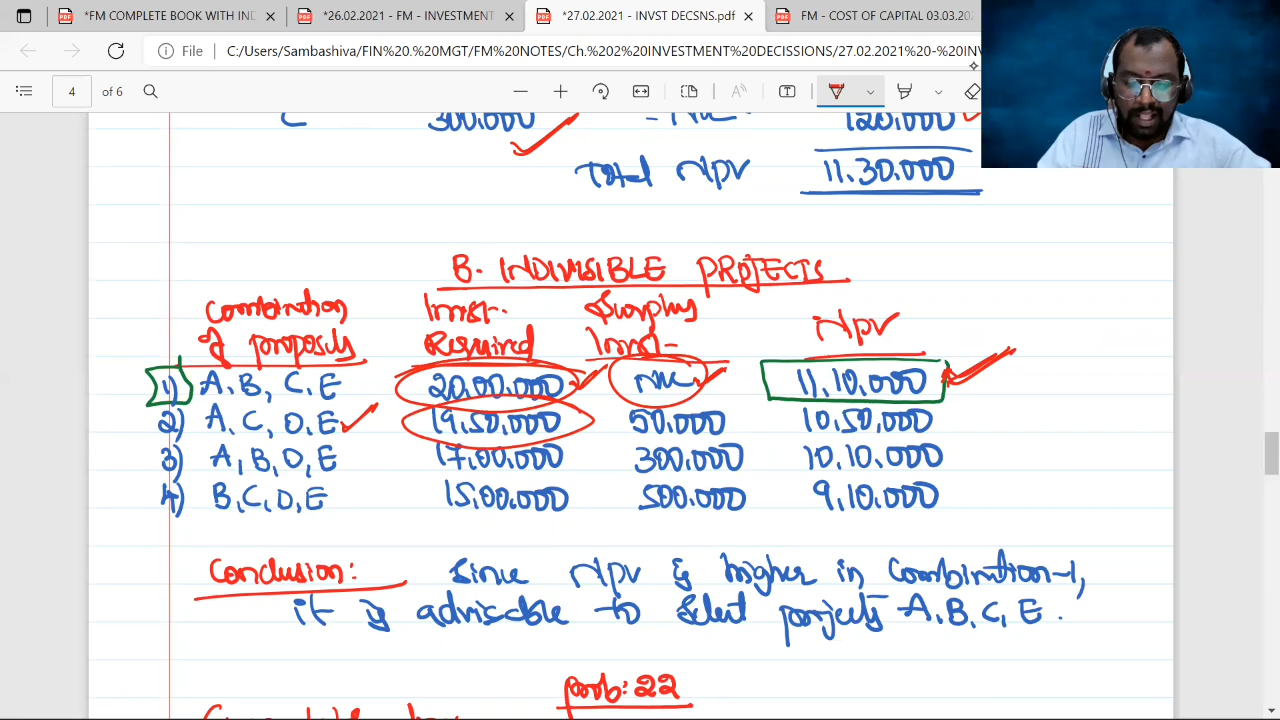 *FM COMPLETE BOOK WITH IND
*26.02.2021 - FM - INVESTMENT
*27.02.2021 - INVST DECSNS.pdf
FM - COST OF CAPITAL 03.03.202
File C:/Users/Sambashiva/FIN%20.%20MGT/FM%20NOTES/Ch.%202%20INVESTMENT%20DECISSIONS/27.02.2021%20-%20INV
4 of 6
C 300.000 - Nil - 120.000
Total Npv 11.30.000
B. INDIVISIBLE PROJECTS
Combination of proposals Invst. Required Surplus Invst- Npv
1) A, B, C, E 20.00.000 Nil 11.10.000
2) A, C, D, E 19.50.000 50.000 10.50.000
3) A, B, D, E 17.00.000 300.000 10.10.000
4) B, C, D, E 15.00.000 500.000 9.10.000
Conclusion: Since Npv is higher in Combination-1,
it is advisable to select projects A, B, C, E.
prob: 22